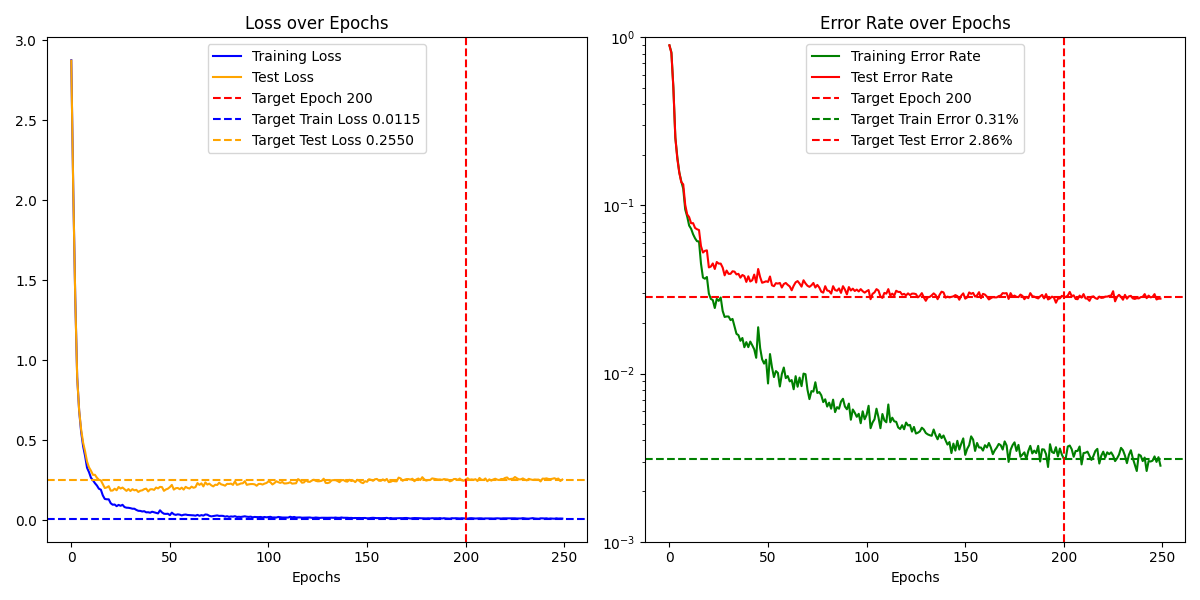 Loss over Epochs
3.0
2.5
2.0
1.5
1.0
0.5
0.0
Training Loss
Test Loss
Target Epoch 200
Target Train Loss 0.0115
Target Test Loss 0.2550
0 50 100 150 200 250
Epochs
Error Rate over Epochs
10⁰
10⁻¹
10⁻²
10⁻³
Training Error Rate
Test Error Rate
Target Epoch 200
Target Train Error 0.31%
Target Test Error 2.86%
0 50 100 150 200 250
Epochs